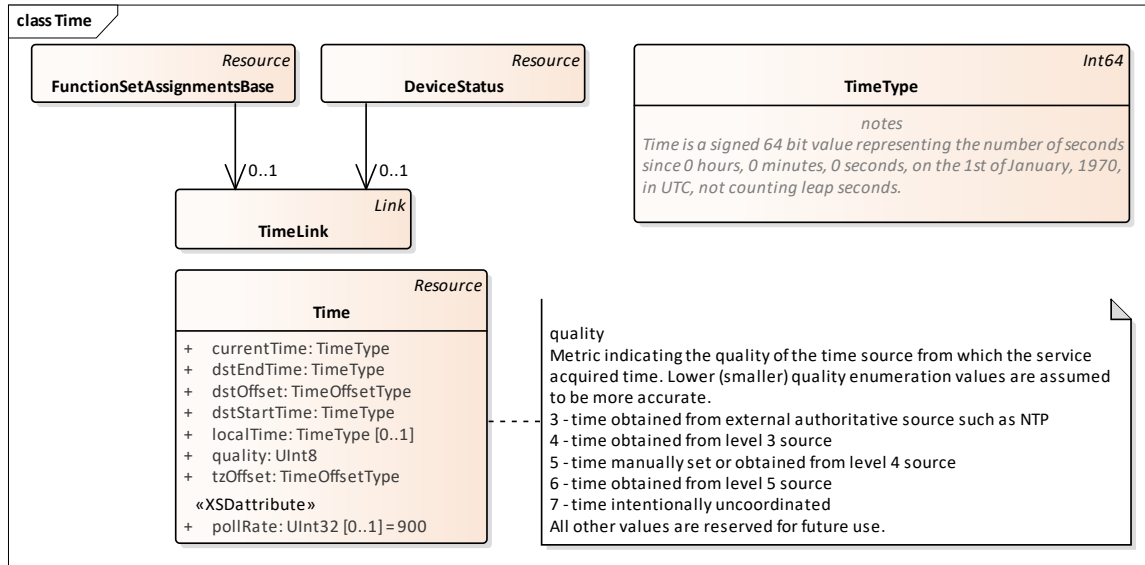 class Time
Resource
FunctionSetAssignmentsBase
Resource
DeviceStatus
Int64
TimeType
notes
Time is a signed 64 bit value representing the number of seconds
since 0 hours, 0 minutes, 0 seconds, on the 1st of January, 1970,
in UTC, not counting leap seconds.
0..1
0..1
Link
TimeLink
Resource
Time
+ currentTime: TimeType
+ dstEndTime: TimeType
+ dstOffset: TimeOffsetType
+ dstStartTime: TimeType
+ localTime: TimeType [0..1]
+ quality: UInt8
+ tzOffset: TimeOffsetType
«XSDattribute»
+ pollRate: UInt32 [0..1] = 900
quality
Metric indicating the quality of the time source from which the service
acquired time. Lower (smaller) quality enumeration values are assumed
to be more accurate.
3 - time obtained from external authoritative source such as NTP
4 - time obtained from level 3 source
5 - time manually set or obtained from level 4 source
6 - time obtained from level 5 source
7 - time intentionally uncoordinated
All other values are reserved for future use.